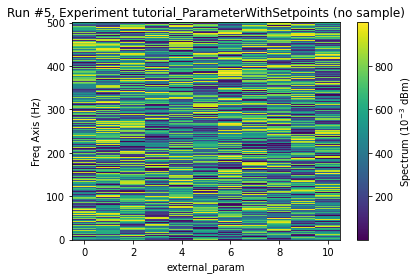 Run #5, Experiment tutorial_ParameterWithSetpoints (no sample)
500
400
300
200
100
0
Freq Axis (Hz)
0 2 4 6 8 10
external_param
800
600
400
200
Spectrum (10⁻³ dBm)